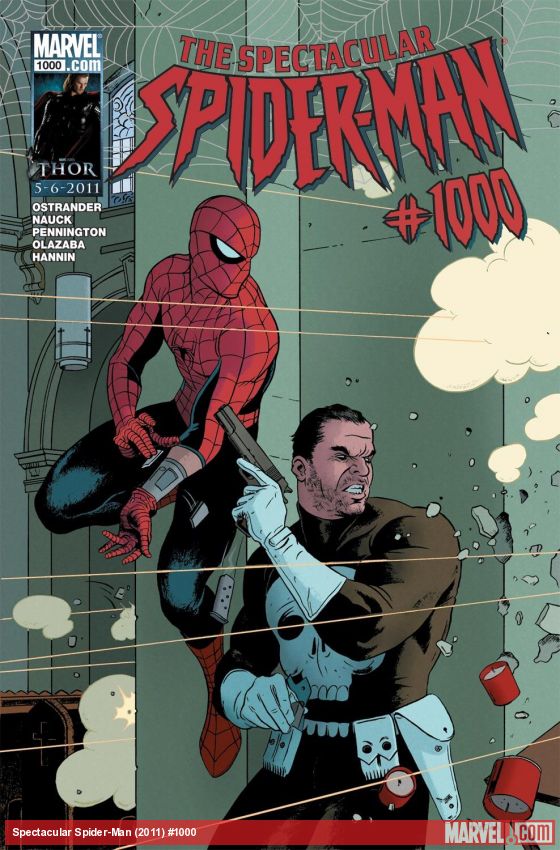 MARVEL
1000 .com
THOR
5-6-2011
OSTRANDER
NAUCK
PENNINGTON
OLAZABA
HANNIN
THE SPECTACULAR
SPIDER-MAN
#1000
Spectacular Spider-Man (2011) #1000
MARVEL.com